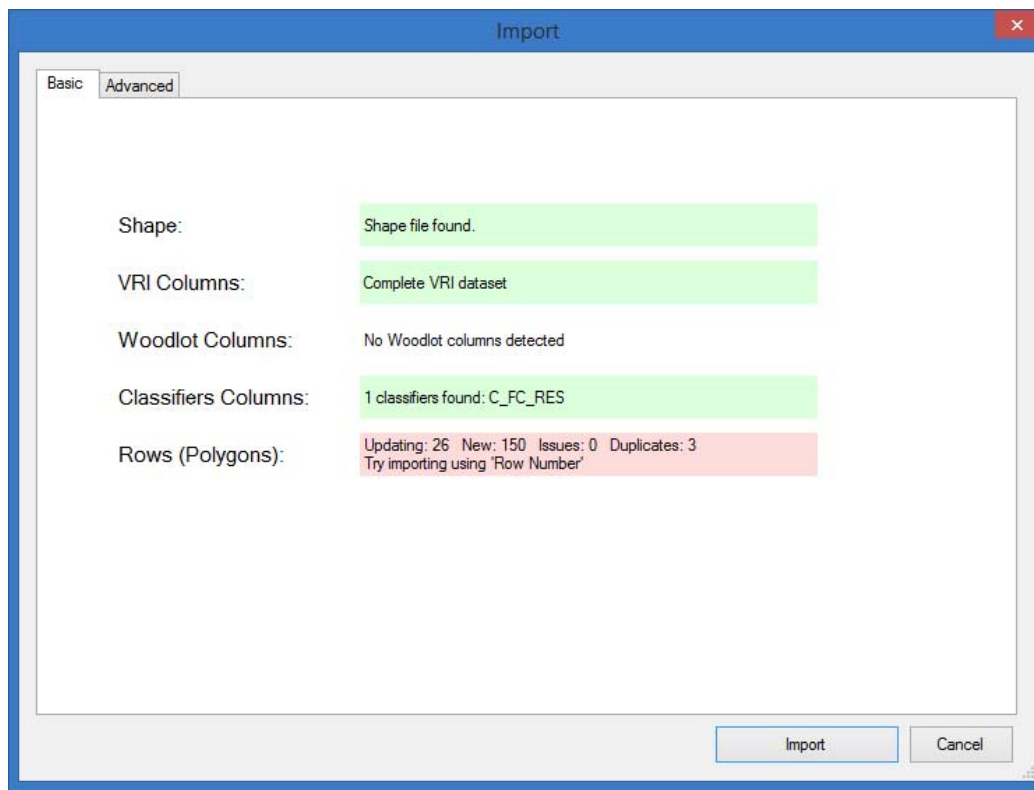 Import
Basic Advanced
Shape: Shape file found.
VRI Columns: Complete VRI dataset
Woodlot Columns: No Woodlot columns detected
Classifiers Columns: 1 classifiers found: C_FC_RES
Rows (Polygons): Updating: 26 New: 150 Issues: 0 Duplicates: 3
Try importing using 'Row Number'
Import Cancel